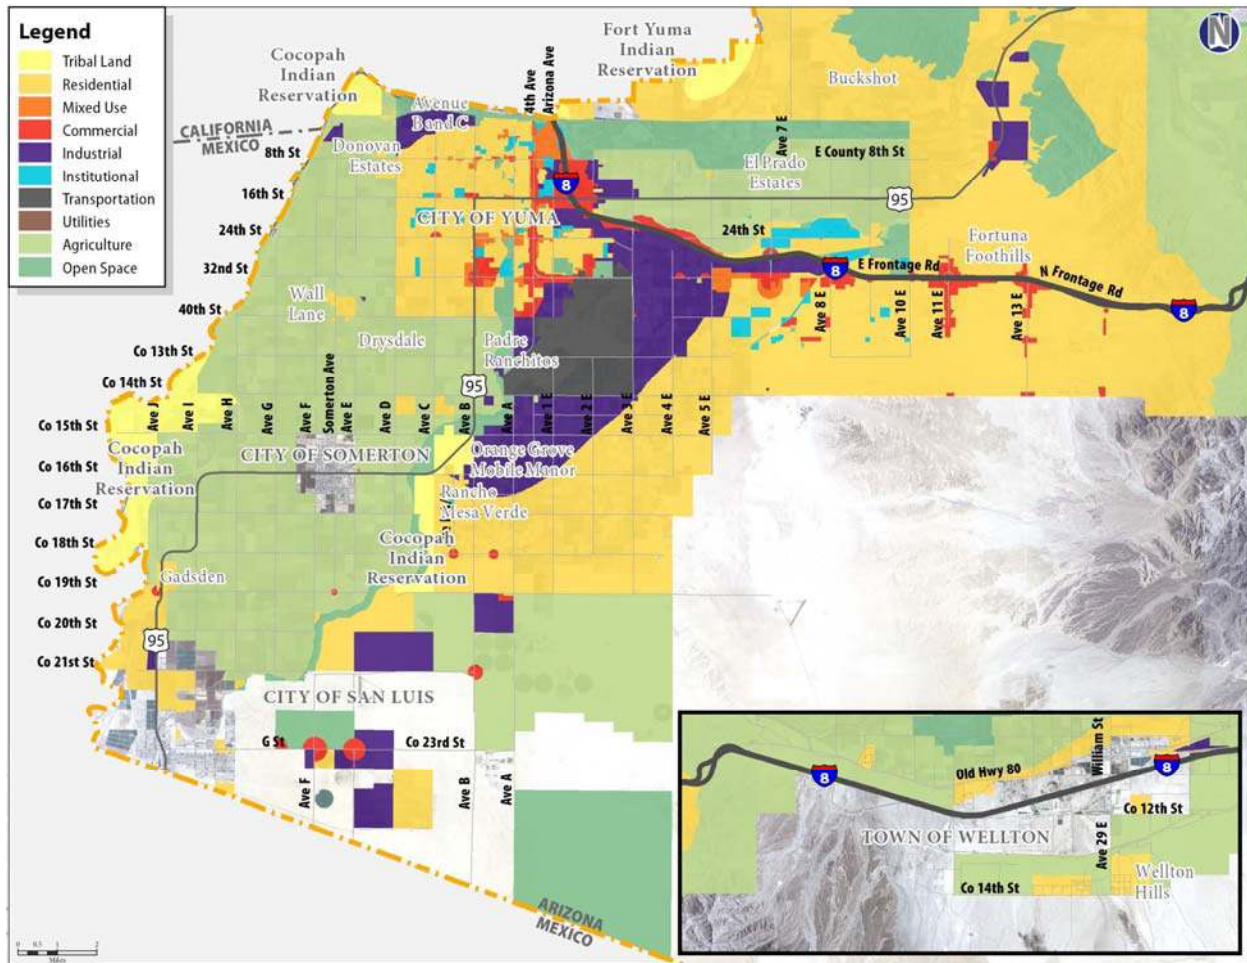 Legend
Tribal Land
Residential
Mixed Use
Commercial
Industrial
Institutional
Transportation
Utilities
Agriculture
Open Space
N
Cocopah
Indian
Reservation
Fort Yuma
Indian
Reservation
4th Ave
Arizona Ave
Buckshot
Avenue
B and C
CALIFORNIA
MEXICO
Donovan
Estates
8th St
Ave 7 E
E County 8th St
El Prado
Estates
16th St
8
95
CITY OF YUMA
24th St
24th St
32nd St
Fortuna
Foothills
8
E Frontage Rd
N Frontage Rd
8
Wall
Lane
40th St
Ave 8 E
Ave 10 E
Ave 11 E
Ave 13 E
Drysdale
Padre
Ranchitos
Co 13th St
Co 14th St
95
Co 15th St
Ave J
Ave I
Ave H
Ave G
Ave F
Somerton Ave
Ave E
Ave D
Ave C
Ave B
Ave A
Ave 1 E
Ave 2 E
Ave 3 E
Ave 4 E
Ave 5 E
Cocopah
Indian
Reservation
CITY OF SOMERTON
Orange Grove
Mobile Manor
Co 16th St
Rancho
Mesa Verde
Co 17th St
Co 18th St
Cocopah
Indian
Reservation
Gadsden
Co 19th St
Co 20th St
95
Co 21st St
CITY OF SAN LUIS
G St
Co 23rd St
Ave F
Ave B
Ave A
ARIZONA
MEXICO
0 0.5 1 2
Miles
William St
8
Old Hwy 80
8
Co 12th St
TOWN OF WELLTON
Ave 29 E
Wellton
Hills
Co 14th St